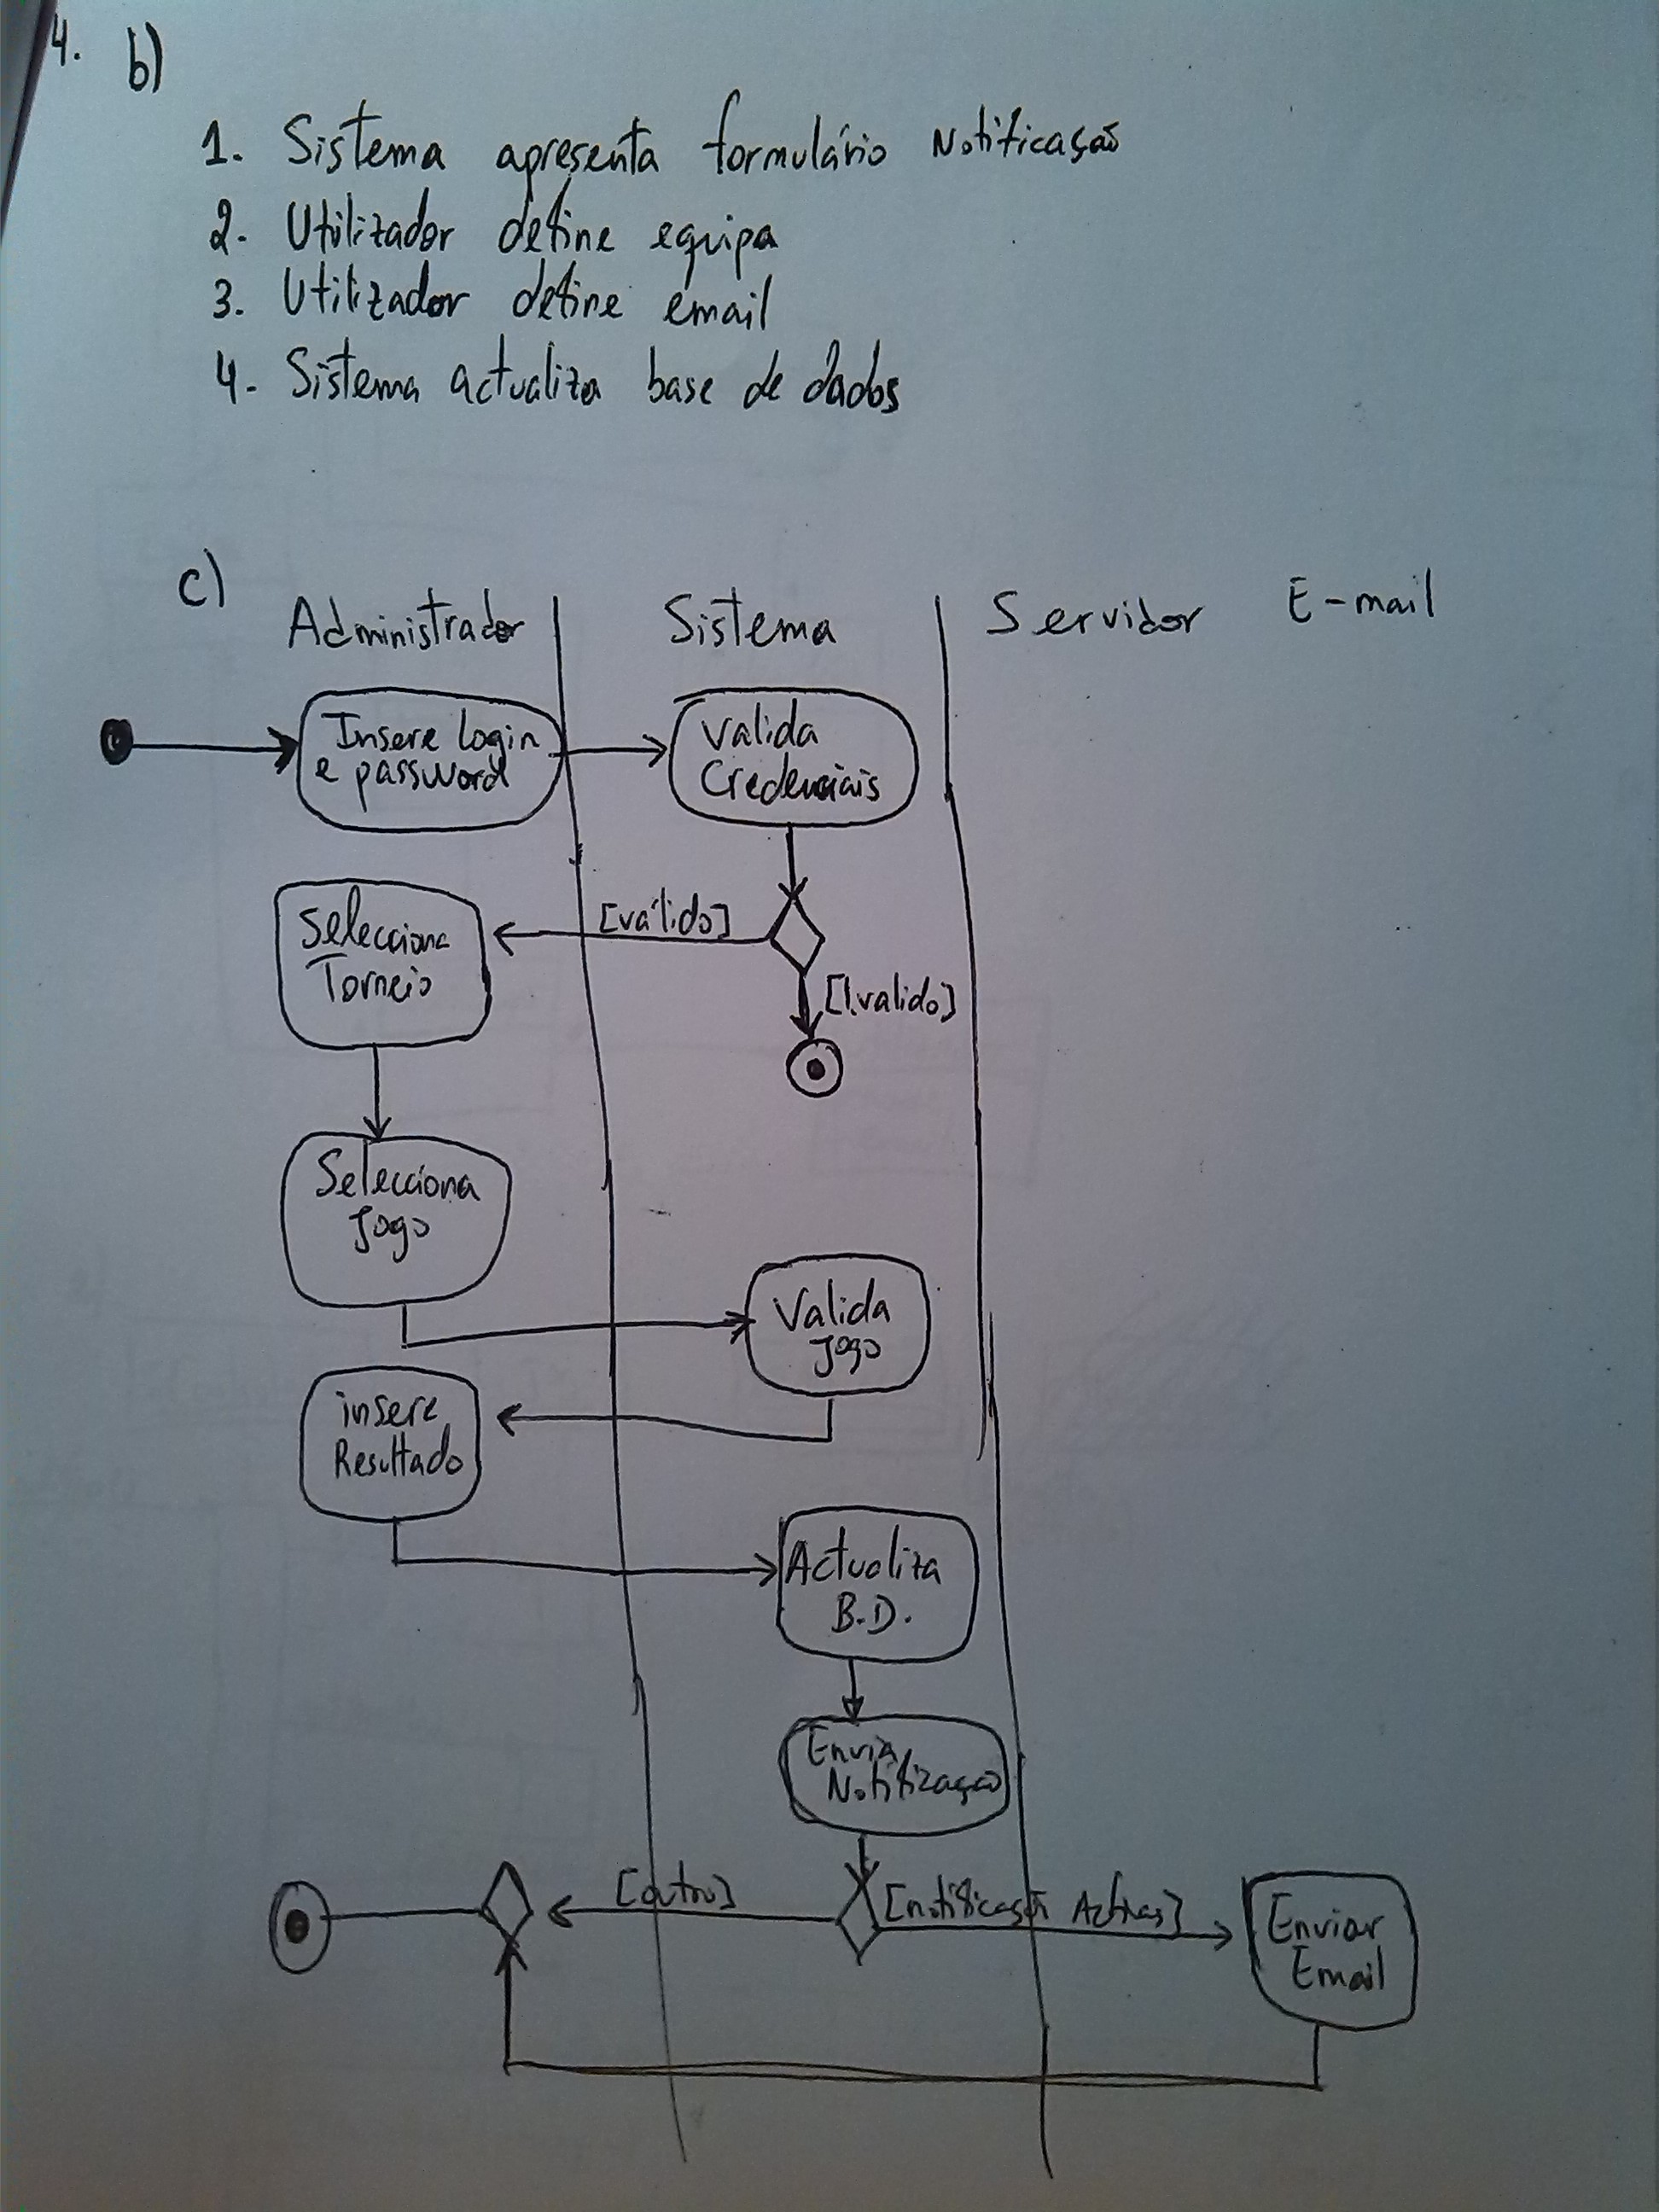 4. b)
1. Sistema apresenta formulário Notificação
2. Utilizador define equipa
3. Utilizador define email
4. Sistema actualiza base de dados
c)
Administrador Sistema Servidor E-mail
Insere login
e password
valida
Credenciais
Selecciona
Torneio
[válido]
[!valido]
Selecciona
Jogo
Valida
Jogo
insere
Resultado
Actualiza
B.D.
Envia
Notificação
[outro]
[notificação Activas]
Enviar
Email